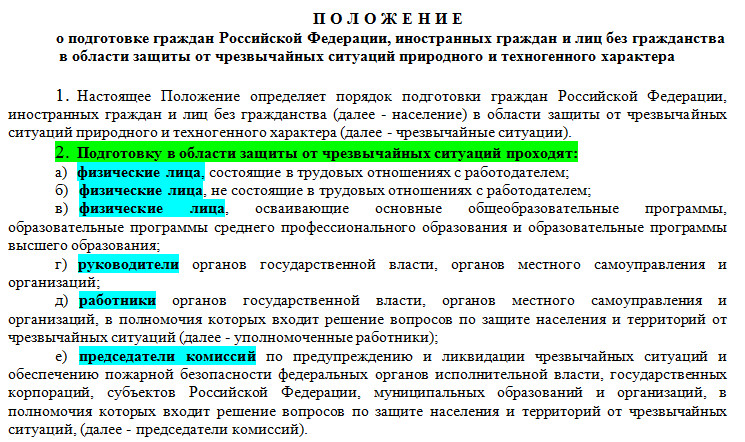 П О Л О Ж Е Н И Е
о подготовке граждан Российской Федерации, иностранных граждан и лиц без гражданства
в области защиты от чрезвычайных ситуаций природного и техногенного характера
1. Настоящее Положение определяет порядок подготовки граждан Российской Федерации,
иностранных граждан и лиц без гражданства (далее - население) в области защиты от чрезвычайных
ситуаций природного и техногенного характера (далее - чрезвычайные ситуации).
2. Подготовку в области защиты от чрезвычайных ситуаций проходят:
а) физические лица, состоящие в трудовых отношениях с работодателем;
б) физические лица, не состоящие в трудовых отношениях с работодателем;
в) физические лица, осваивающие основные общеобразовательные программы,
образовательные программы среднего профессионального образования и образовательные программы
высшего образования;
г) руководители органов государственной власти, органов местного самоуправления и
организаций;
д) работники органов государственной власти, органов местного самоуправления и
организаций, в полномочия которых входит решение вопросов по защите населения и территорий от
чрезвычайных ситуаций (далее - уполномоченные работники);
е) председатели комиссий по предупреждению и ликвидации чрезвычайных ситуаций и
обеспечению пожарной безопасности федеральных органов исполнительной власти, государственных
корпораций, субъектов Российской Федерации, муниципальных образований и организаций, в
полномочия которых входит решение вопросов по защите населения и территорий от чрезвычайных
ситуаций, (далее - председатели комиссий).